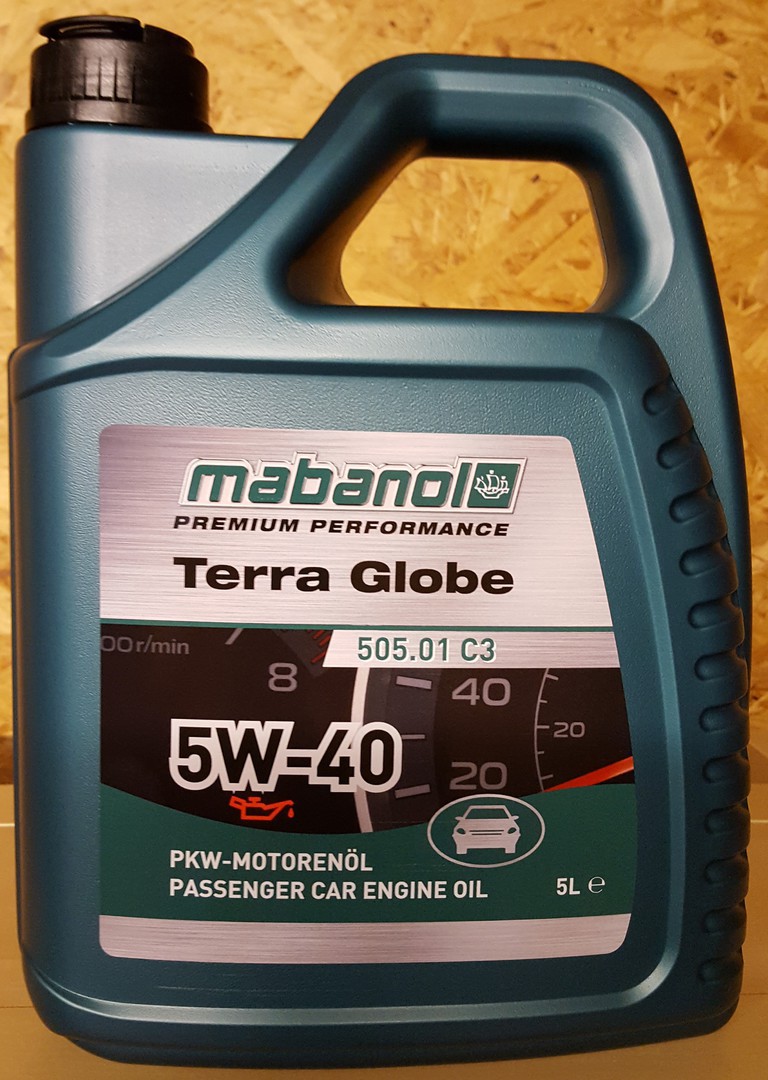 mabanol
PREMIUM PERFORMANCE
Terra Globe
505.01 C3
00 r/min
8
40
20
20
5W-40
PKW-MOTORENÖL
PASSENGER CAR ENGINE OIL
5L ℮